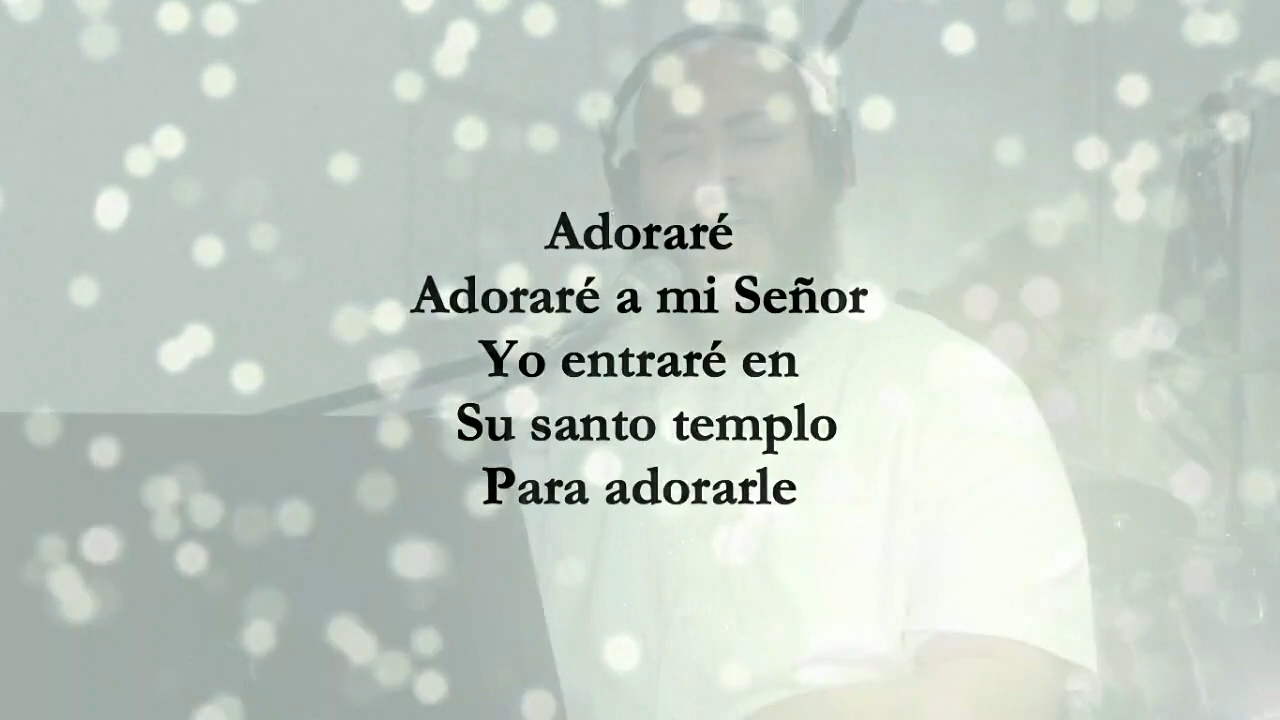 Adoraré
Adoraré a mi Señor
Yo entraré en
Su santo templo
Para adorarle